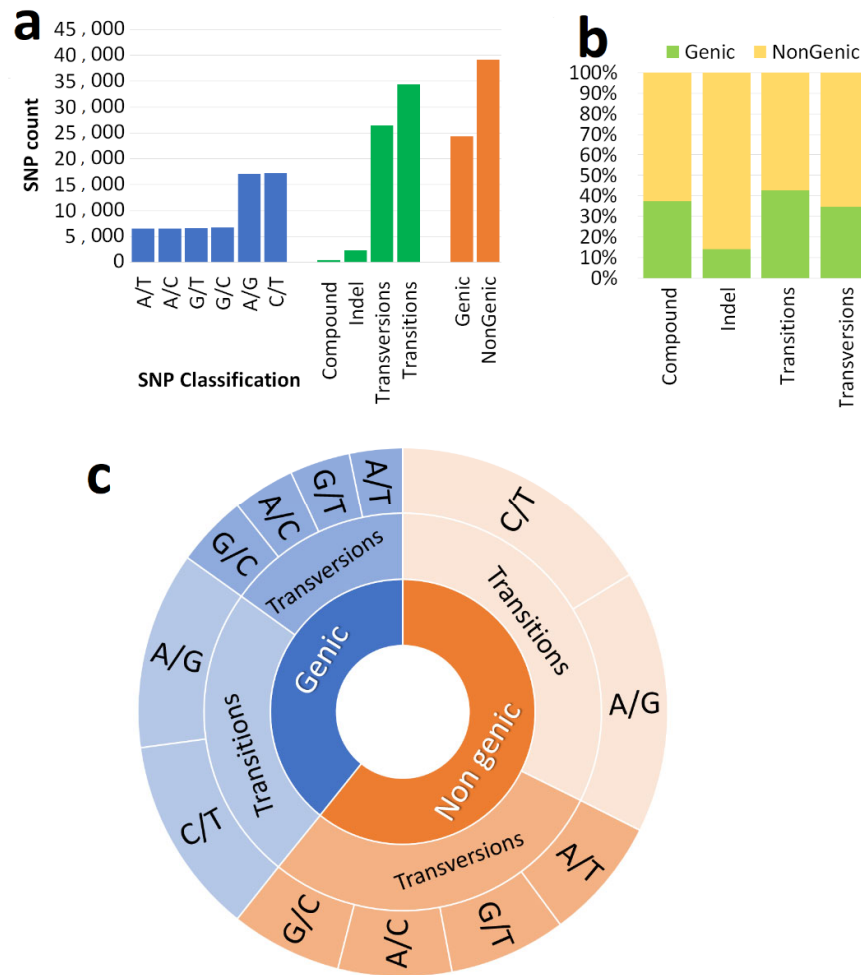 a
SNP count
45 , 000
40 , 000
35 , 000
30 , 000
25 , 000
20 , 000
15 , 000
10 , 000
5 , 000
0
A/T
A/C
G/T
G/C
A/G
C/T
Compound
Indel
Transversions
Transitions
Genic
NonGenic
SNP Classification
b
Genic
NonGenic
100%
90%
80%
70%
60%
50%
40%
30%
20%
10%
0%
Compound
Indel
Transitions
Transversions
c
Genic
Transversions
G/C
A/C
G/T
A/T
Transitions
A/G
C/T
Non genic
Transitions
C/T
A/G
Transversions
A/T
G/T
A/C
G/C